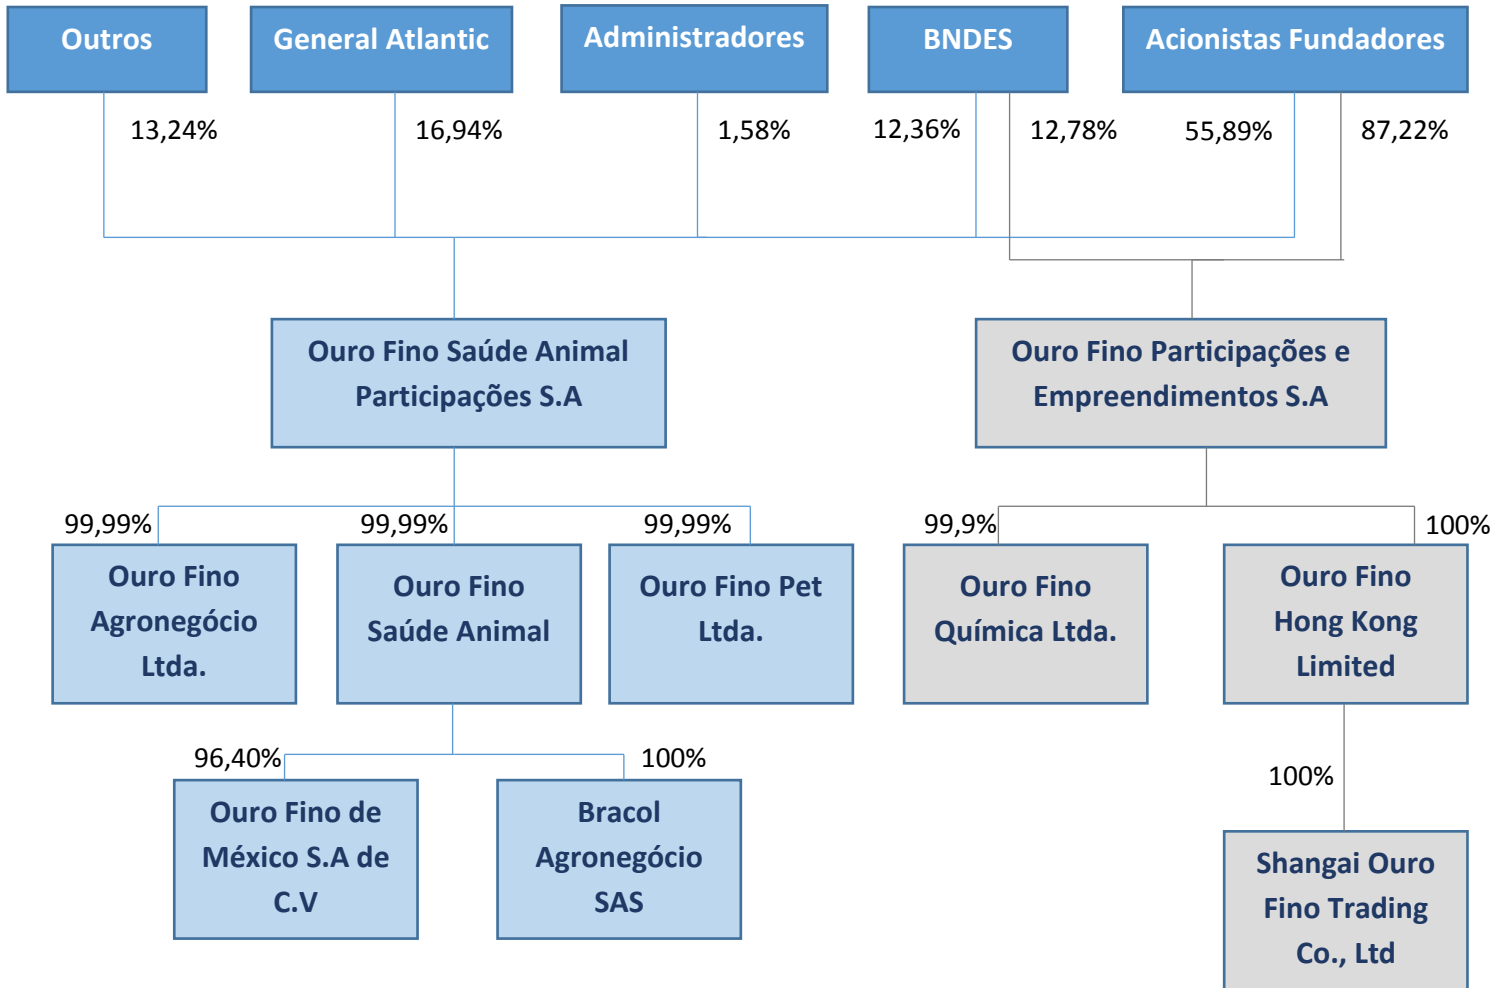 Outros
General Atlantic
Administradores
BNDES
Acionistas Fundadores
13,24%
16,94%
1,58%
12,36%
12,78%
55,89%
87,22%
Ouro Fino Saúde Animal
Participações S.A
Ouro Fino Participações e
Empreendimentos S.A
99,99%
99,99%
99,99%
99,9%
100%
Ouro Fino
Agronegócio
Ltda.
Ouro Fino
Saúde Animal
Ouro Fino Pet
Ltda.
Ouro Fino
Química Ltda.
Ouro Fino
Hong Kong
Limited
96,40%
100%
100%
Ouro Fino de
México S.A de
C.V
Bracol
Agronegócio
SAS
Shangai Ouro
Fino Trading
Co., Ltd